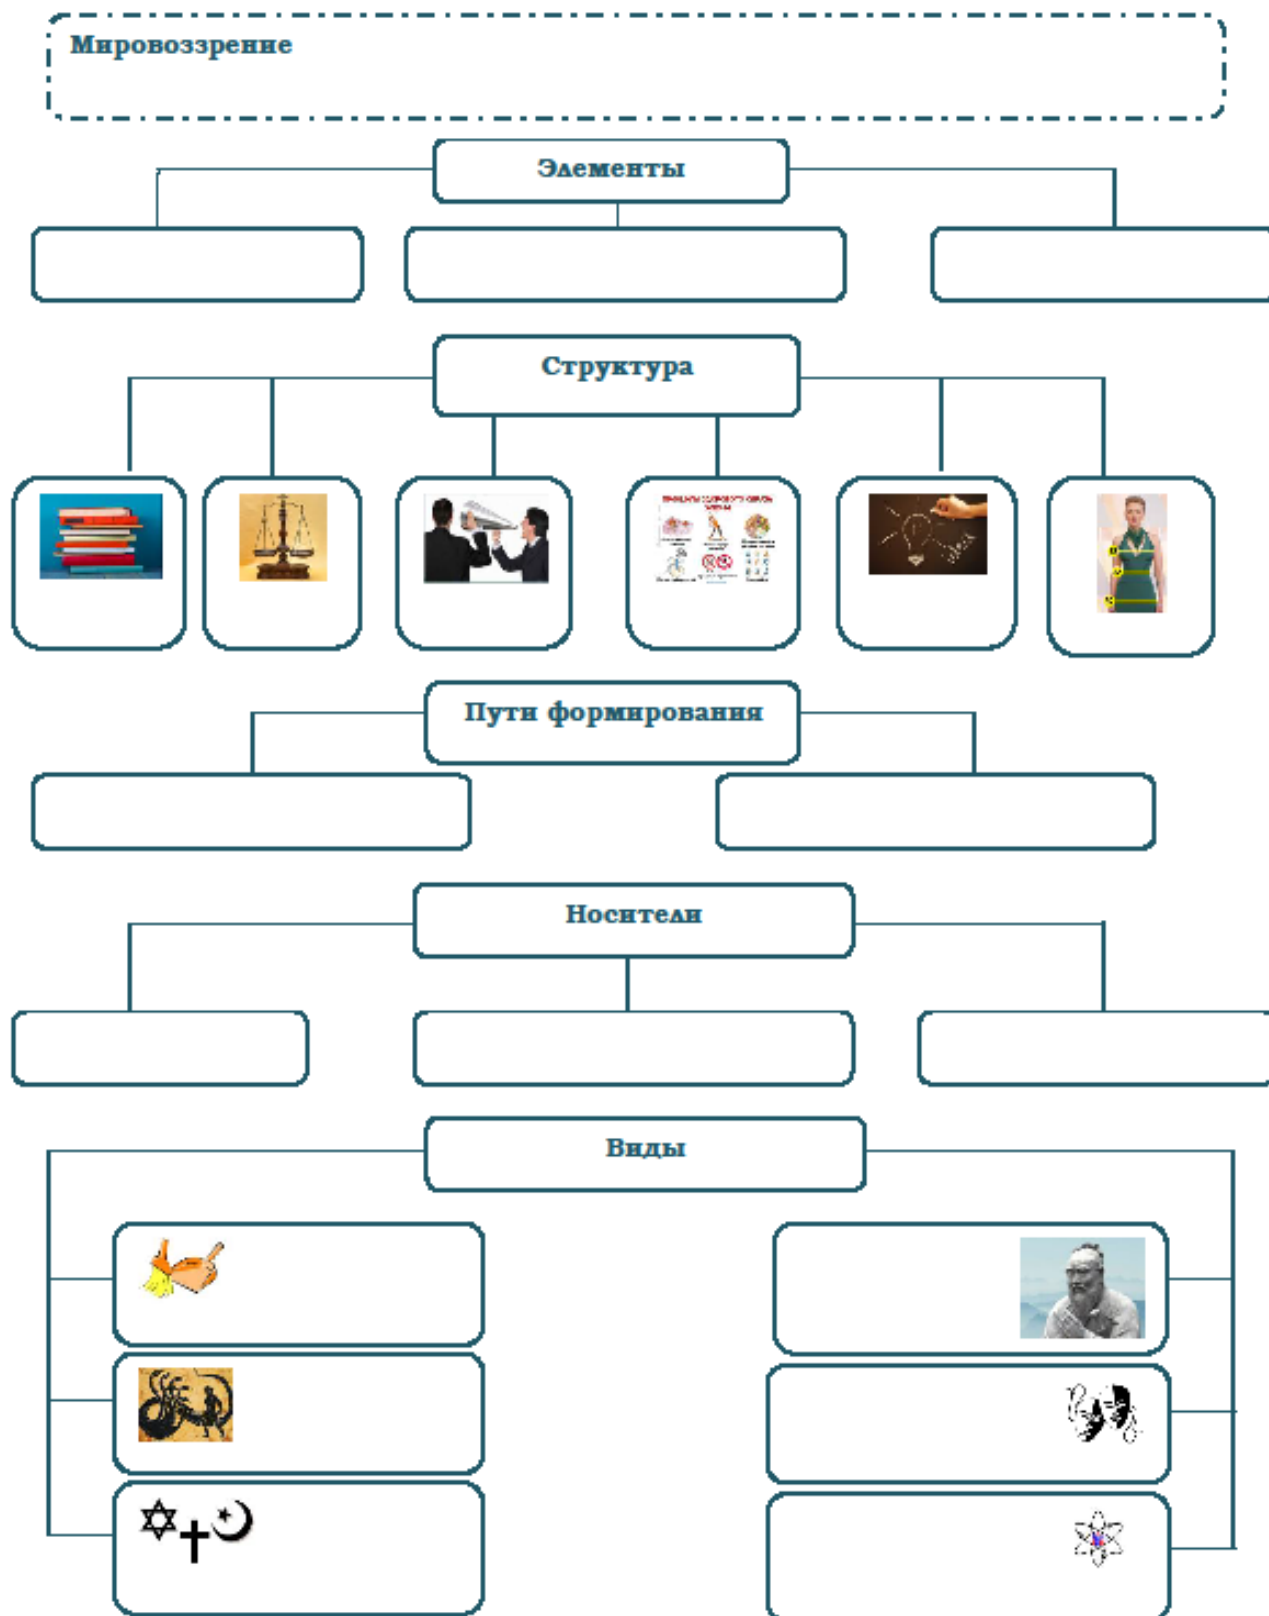 Мировоззрение
Элементы
Структура
Пути формирования
Носители
Виды